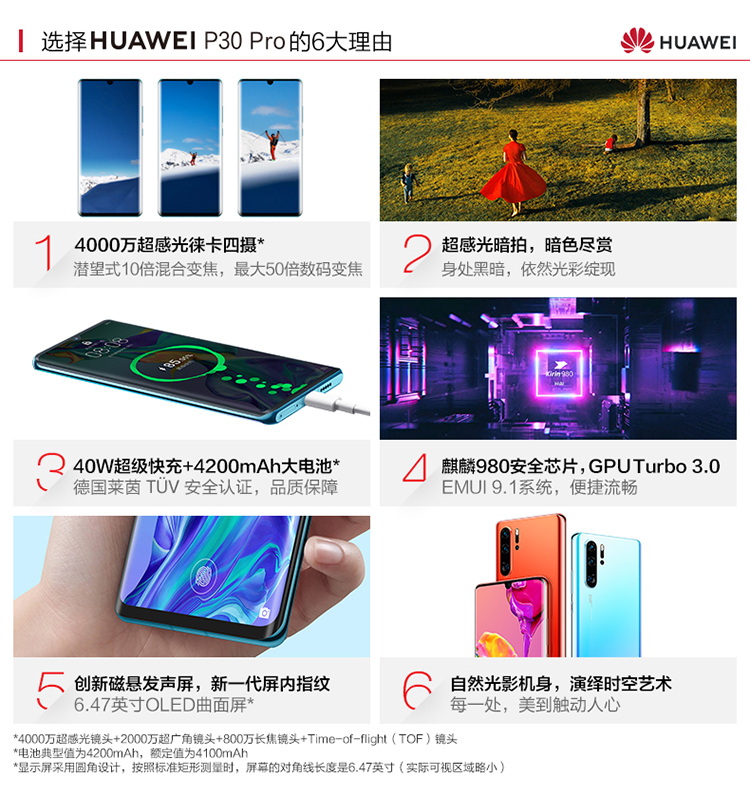 选择HUAWEI P30 Pro的6大理由
HUAWEI
1
4000万超感光徕卡四摄*
潜望式10倍混合变焦，最大50倍数码变焦
2
超感光暗拍，暗色尽赏
身处黑暗，依然光彩绽现
08:08
3
40W超级快充+4200mAh大电池*
德国莱茵 TÜV 安全认证，品质保障
Kirin 980
4
麒麟980安全芯片，GPU Turbo 3.0
EMUI 9.1系统，便捷流畅
5
创新磁悬发声屏，新一代屏内指纹
6.47英寸OLED曲面屏*
6
自然光影机身，演绎时空艺术
每一处，美到触动人心
*4000万超感光镜头+2000万超广角镜头+800万长焦镜头+Time-of-flight（TOF）镜头
*电池典型值为4200mAh，额定值为4100mAh
*显示屏采用圆角设计，按照标准矩形测量时，屏幕的对角线长度是6.47英寸（实际可视区域略小）